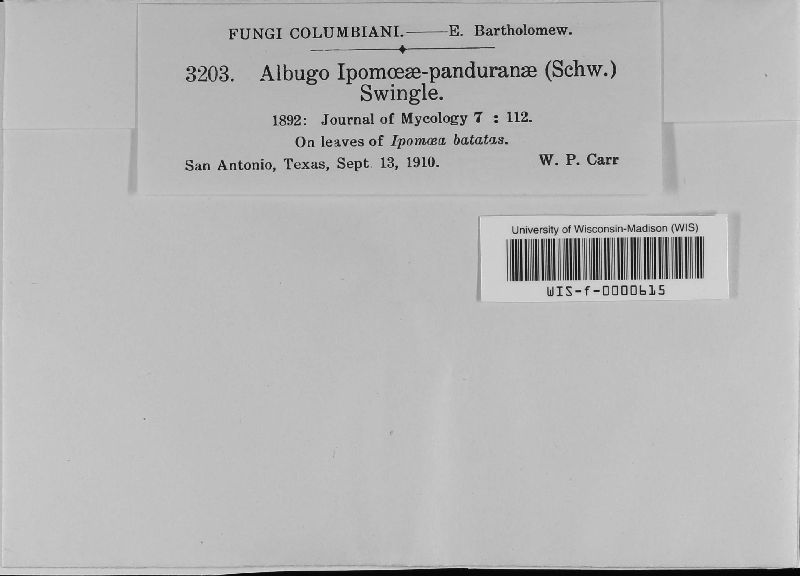 FUNGI COLUMBIANI.——E. Bartholomew.
3203. Albugo Ipomœæ-panduranæ (Schw.)
Swingle.
1892: Journal of Mycology 7 : 112.
On leaves of Ipomœa batatas.
San Antonio, Texas, Sept. 13, 1910. W. P. Carr
University of Wisconsin-Madison (WIS)
WIS-f-0000615